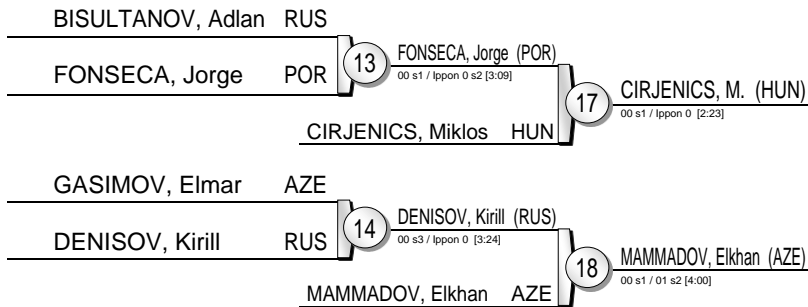 BISULTANOV, Adlan RUS
FONSECA, Jorge POR
13
FONSECA, Jorge (POR)
00 s1 / Ippon 0 s2 [3:09]
CIRJENICS, Miklos HUN
17
CIRJENICS, M. (HUN)
00 s1 / Ippon 0 [2:23]
GASIMOV, Elmar AZE
DENISOV, Kirill RUS
14
DENISOV, Kirill (RUS)
00 s3 / Ippon 0 [3:24]
MAMMADOV, Elkhan AZE
18
MAMMADOV, Elkhan (AZE)
00 s1 / 01 s2 [4:00]